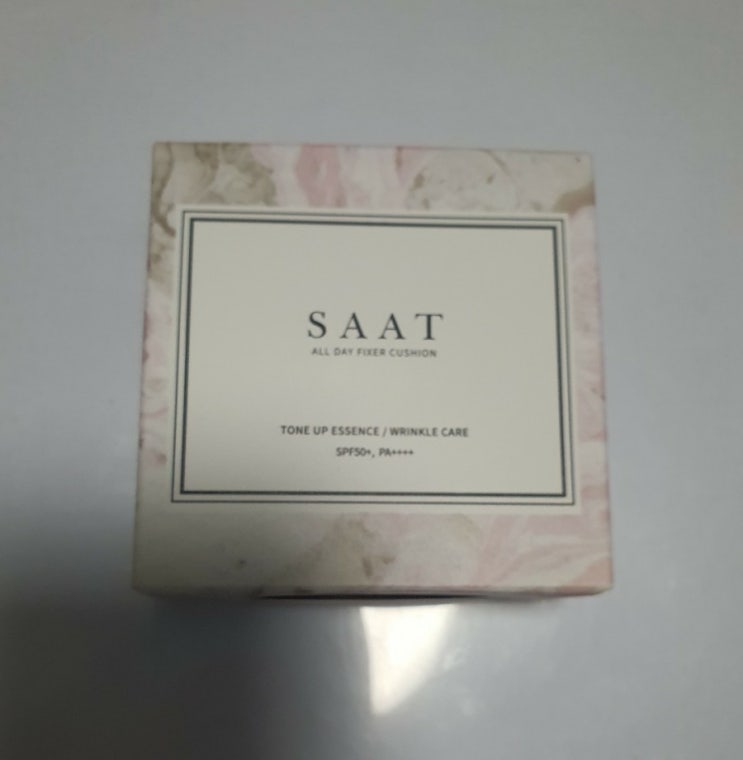 SAAT
ALL DAY FIXER CUSHION
TONE UP ESSENCE / WRINKLE CARE
SPF50+, PA++++